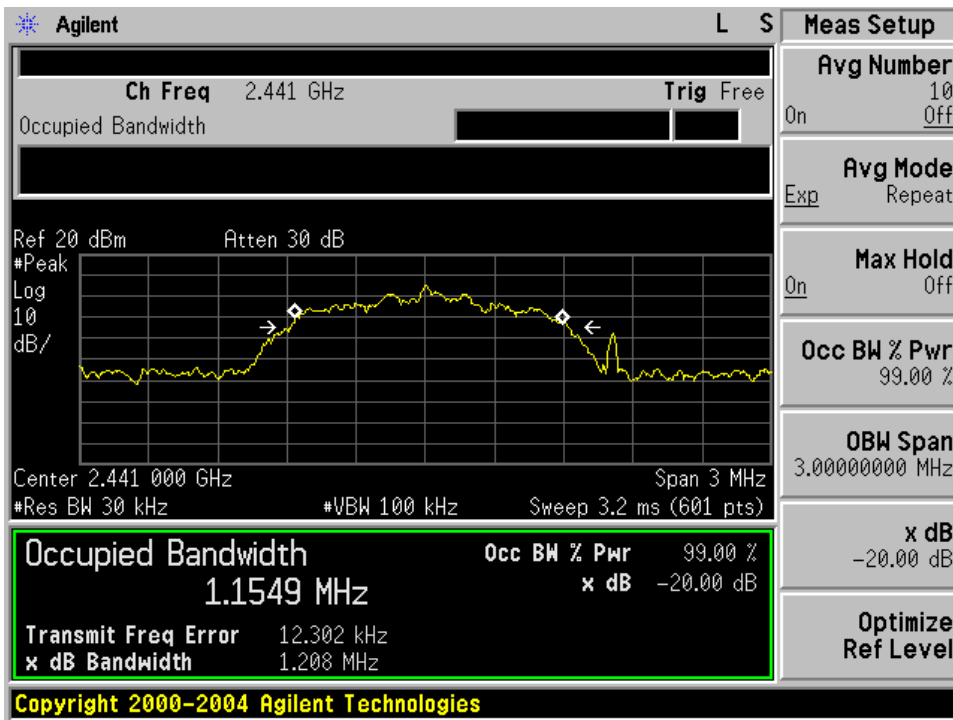 Agilent L S
Ch Freq 2.441 GHz Trig Free
Occupied Bandwidth
Ref 20 dBm Atten 30 dB
#Peak
Log
10
dB/
Center 2.441 000 GHz Span 3 MHz
#Res BW 30 kHz #VBW 100 kHz Sweep 3.2 ms (601 pts)
Occupied Bandwidth Occ BW % Pwr 99.00 %
1.1549 MHz x dB -20.00 dB
Transmit Freq Error 12.302 kHz
x dB Bandwidth 1.208 MHz
Copyright 2000-2004 Agilent Technologies
Meas Setup
Avg Number
10
On Off
Avg Mode
Exp Repeat
Max Hold
On Off
Occ BW % Pwr
99.00 %
OBW Span
3.00000000 MHz
x dB
-20.00 dB
Optimize
Ref Level